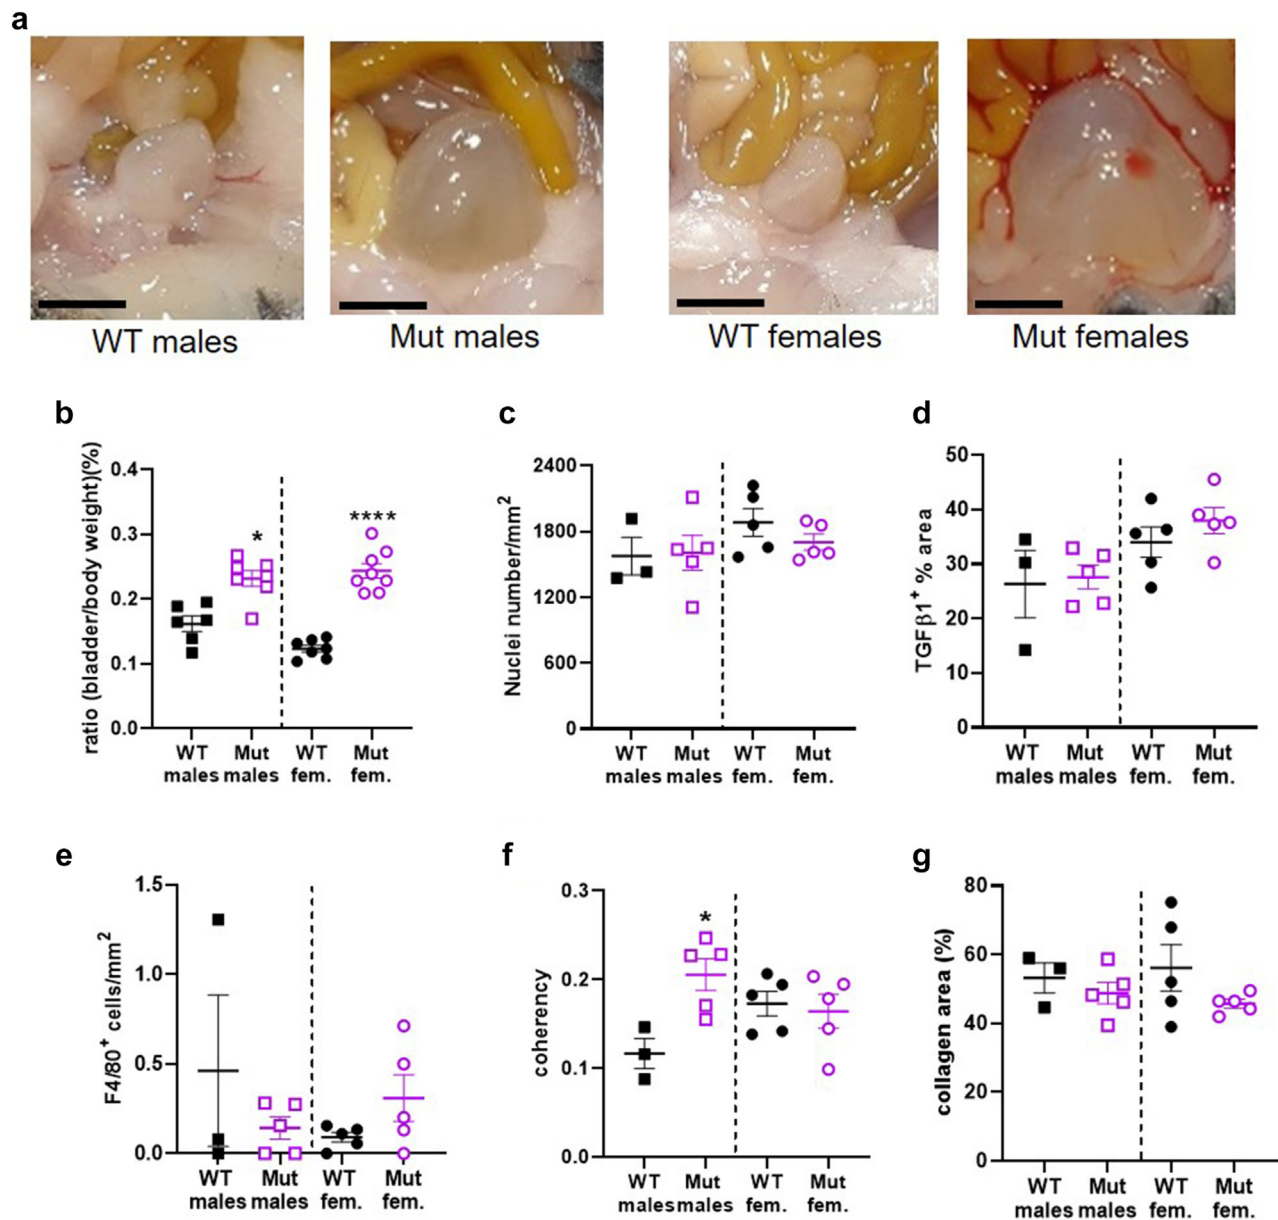 a
WT males
Mut males
WT females
Mut females
b
ratio (bladder/body weight)(%)
0.4
0.3
0.2
0.1
0.0
*
****
WT males
Mut males
WT fem.
Mut fem.
c
Nuclei number/mm²
2400
1800
1200
600
0
WT males
Mut males
WT fem.
Mut fem.
d
TGFβ1⁺ % area
50
40
30
20
10
0
WT males
Mut males
WT fem.
Mut fem.
e
F4/80⁺ cells/mm²
1.5
1.0
0.5
0.0
WT males
Mut males
WT fem.
Mut fem.
f
coherency
0.3
0.2
0.1
0.0
*
WT males
Mut males
WT fem.
Mut fem.
g
collagen area (%)
80
60
40
20
0
WT males
Mut males
WT fem.
Mut fem.